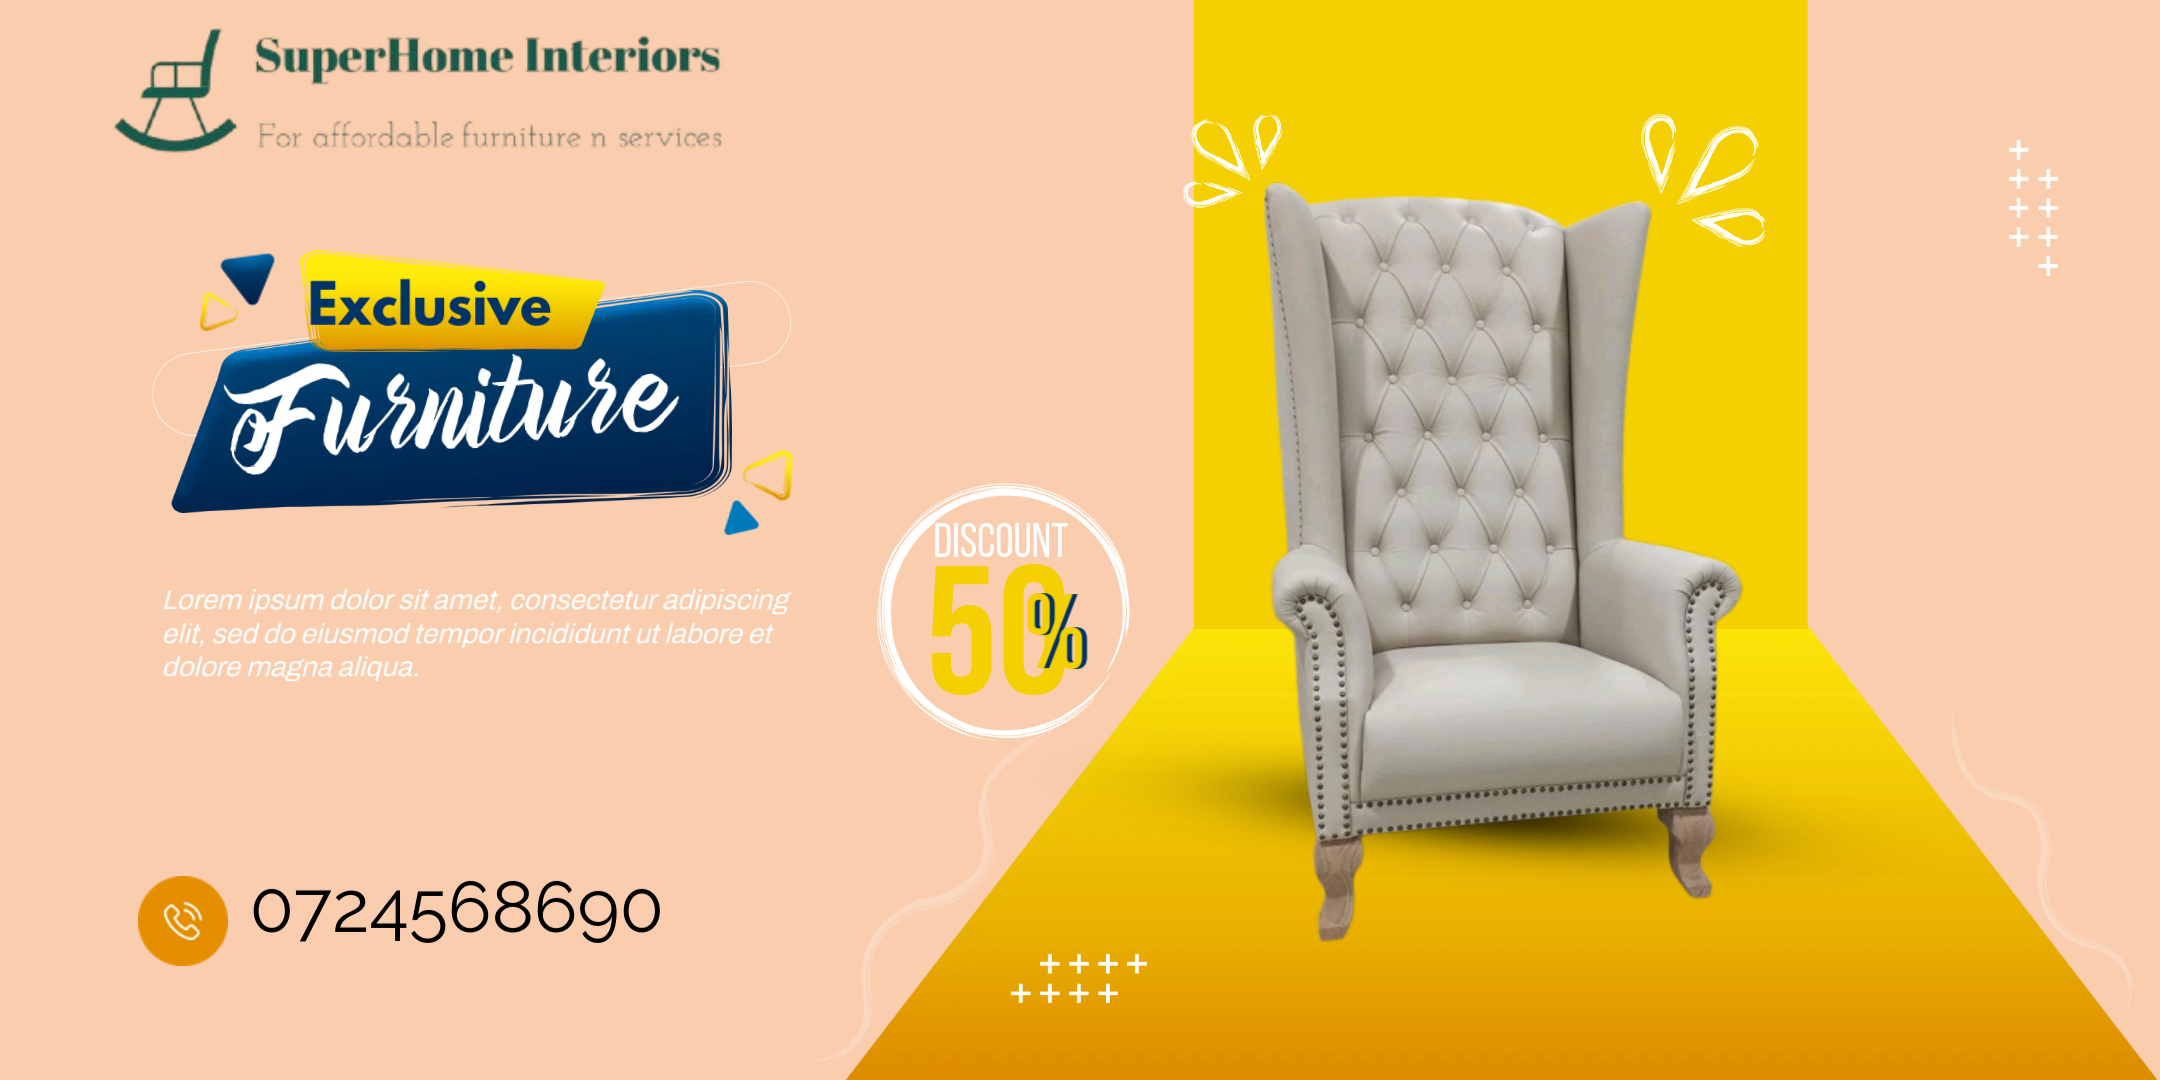 SuperHome Interiors
For affordable furniture n services
Exclusive
Furniture
Lorem ipsum dolor sit amet, consectetur adipiscing
elit, sed do eiusmod tempor incididunt ut labore et
dolore magna aliqua.
DISCOUNT
50%
0724568690